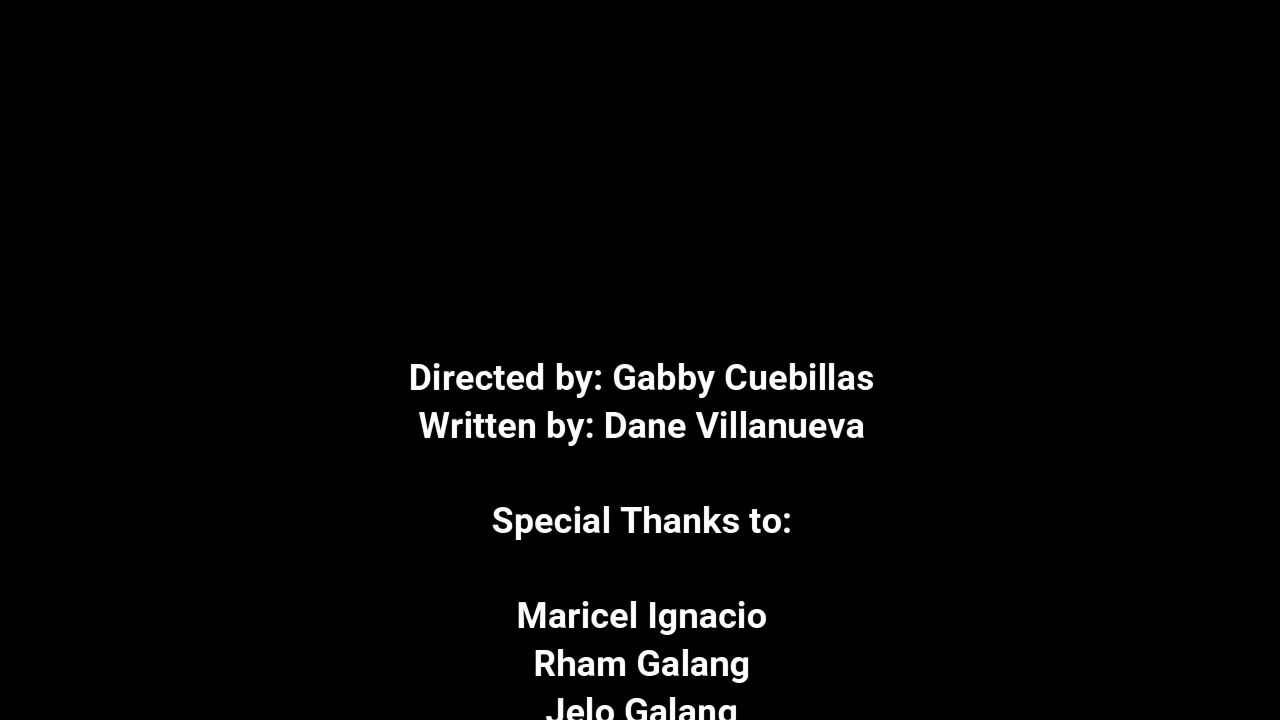 Directed by: Gabby Cuebillas
Written by: Dane Villanueva
Special Thanks to:
Maricel Ignacio
Rham Galang
Jelo Galang